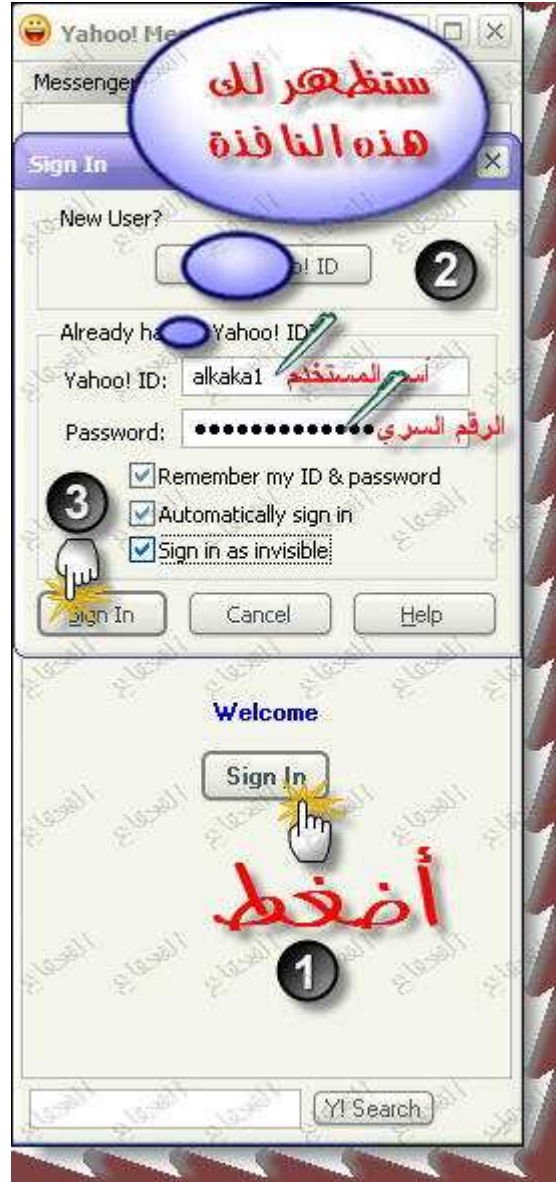 Yahoo! Me
Messenger
ستظهر لك
هذه النافذة
Sign In
New User?
o! ID
2
Already ha Yahoo! ID?
Yahoo! ID: alkaka1 أسم المستخدم
Password: ••••••••••••• الرقم السري
Remember my ID & password
3
Automatically sign in
Sign in as invisible
Sign In Cancel Help
Welcome
Sign In
أضغط
1
Y! Search